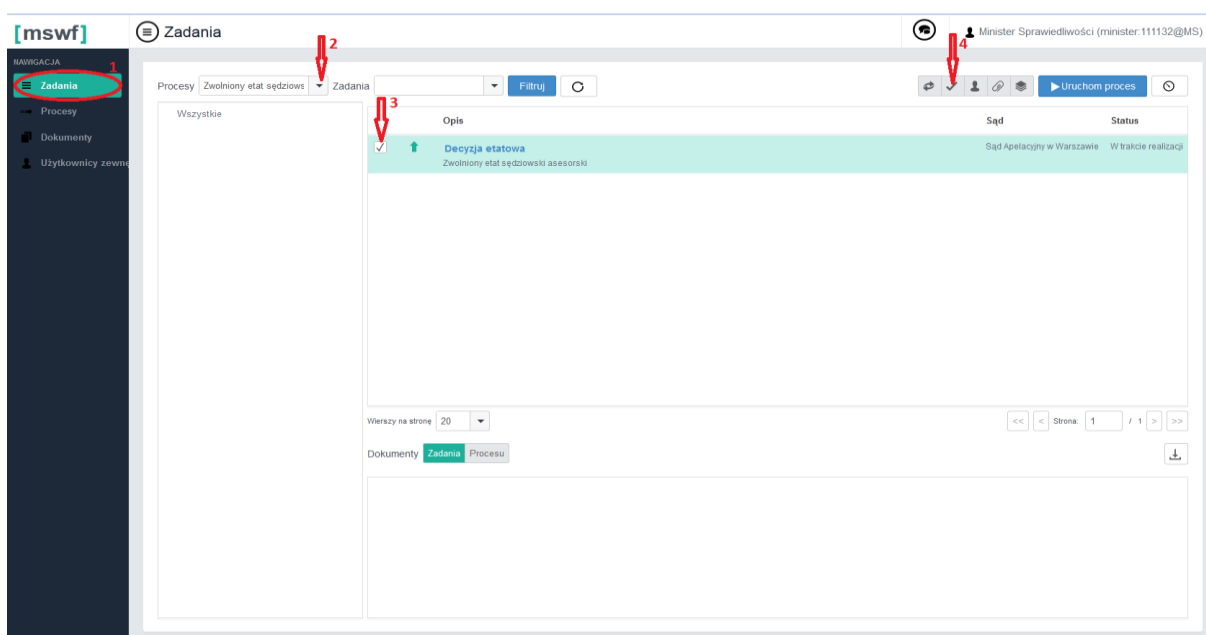 [mswf]
Zadania
Minister Sprawiedliwości (minister.111132@MS)
2
4
NAWIGACJA
1
Zadania
Procesy
Dokumenty
Użytkownicy zewnę
Procesy Zwolniony etat sędziows Zadania Filtruj Uruchom proces
Wszystkie
3
Opis Sąd Status
Decyzja etatowa Sąd Apelacyjny w Warszawie W trakcie realizacji
Zwolniony etat sędziowski asesorski
Wierszy na stronę 20 << < Strona: 1 / 1 > >>
Dokumenty Zadania Procesu